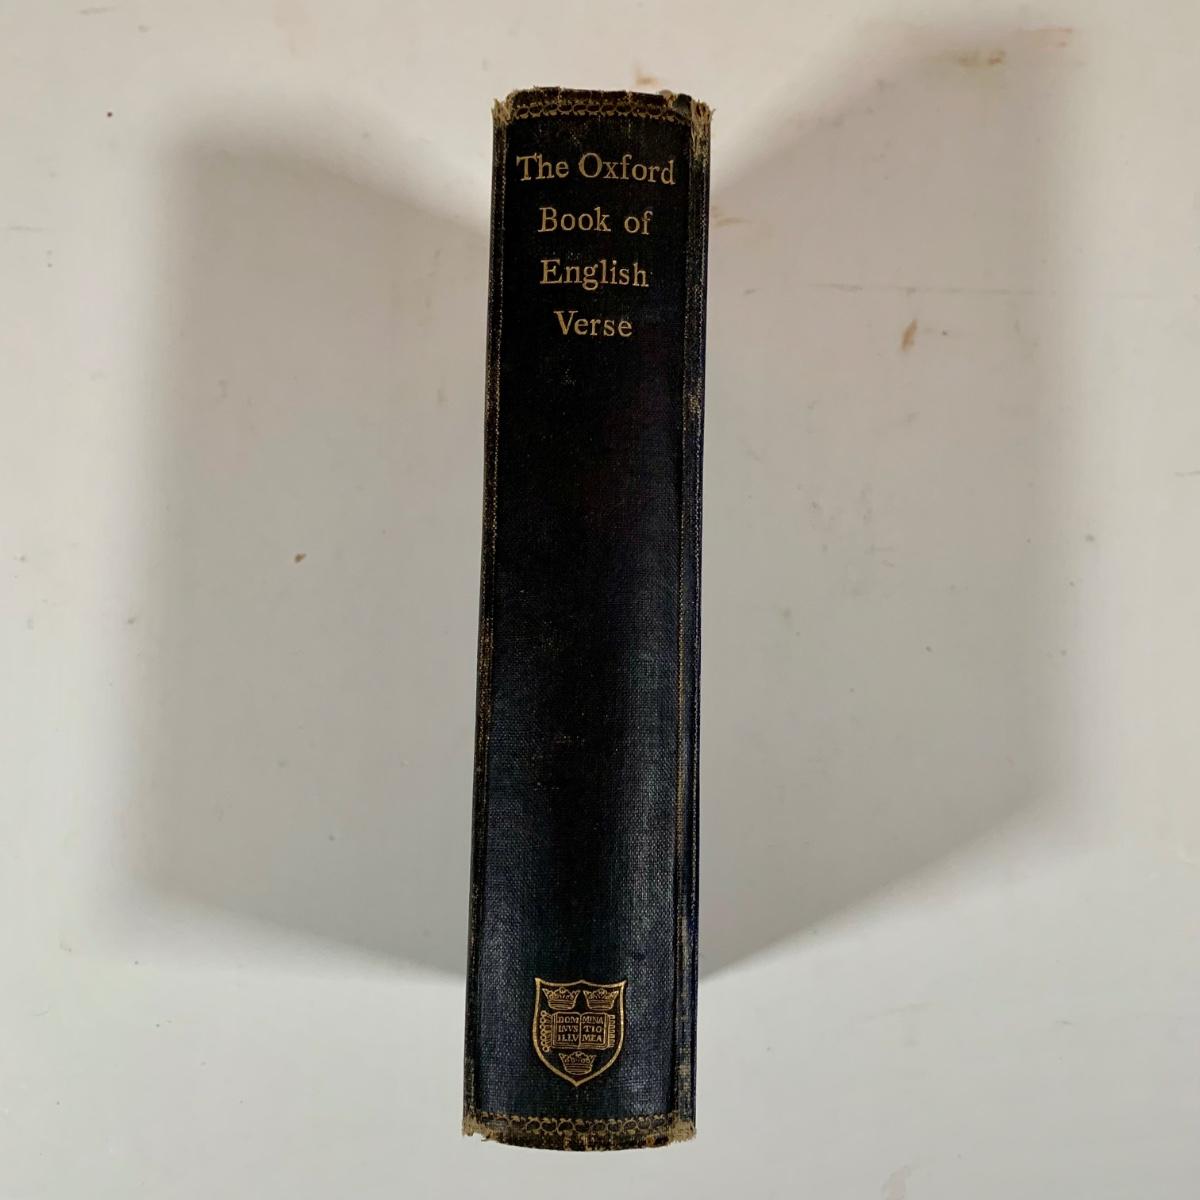 The Oxford
Book of
English
Verse
DOM MINA
INVS TIO
ILLV MEA